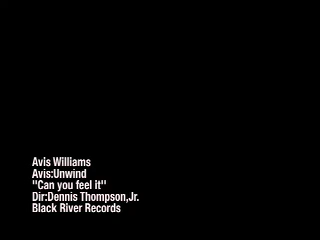 Avis Williams
Avis:Unwind
"Can you feel it"
Dir:Dennis Thompson,Jr.
Black River Records